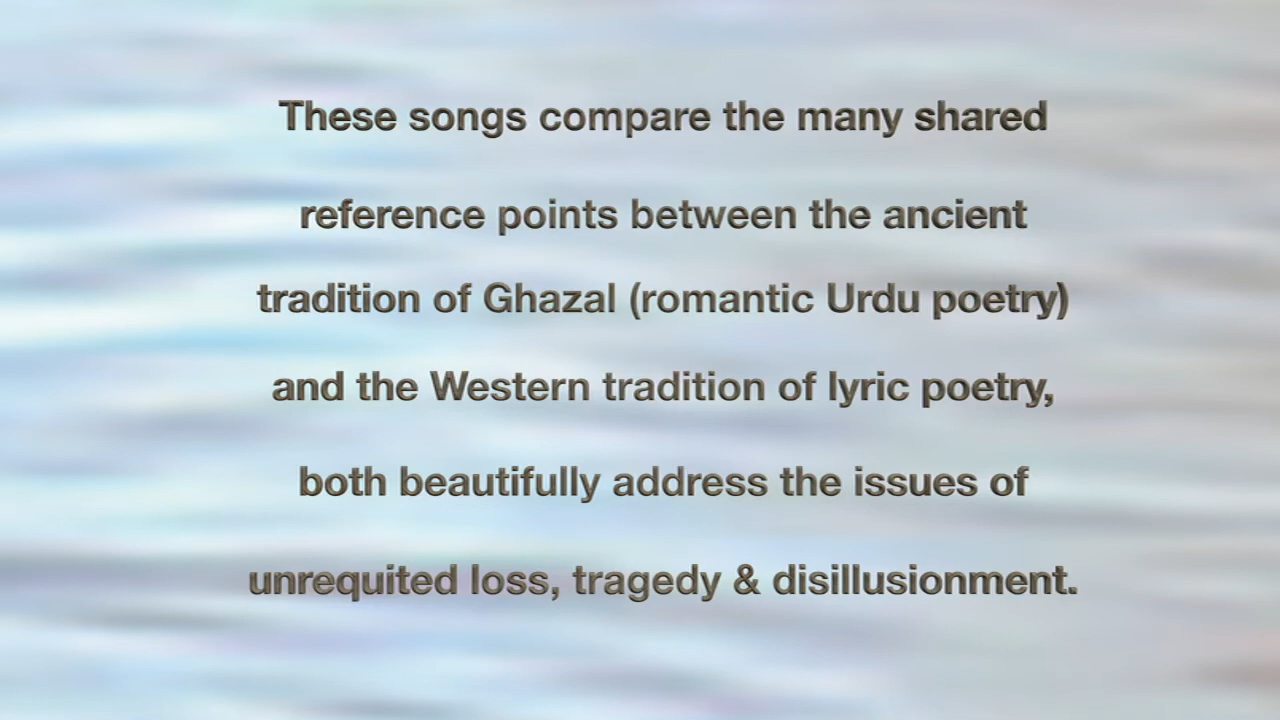 These songs compare the many shared
reference points between the ancient
tradition of Ghazal (romantic Urdu poetry)
and the Western tradition of lyric poetry,
both beautifully address the issues of
unrequited loss, tragedy & disillusionment.